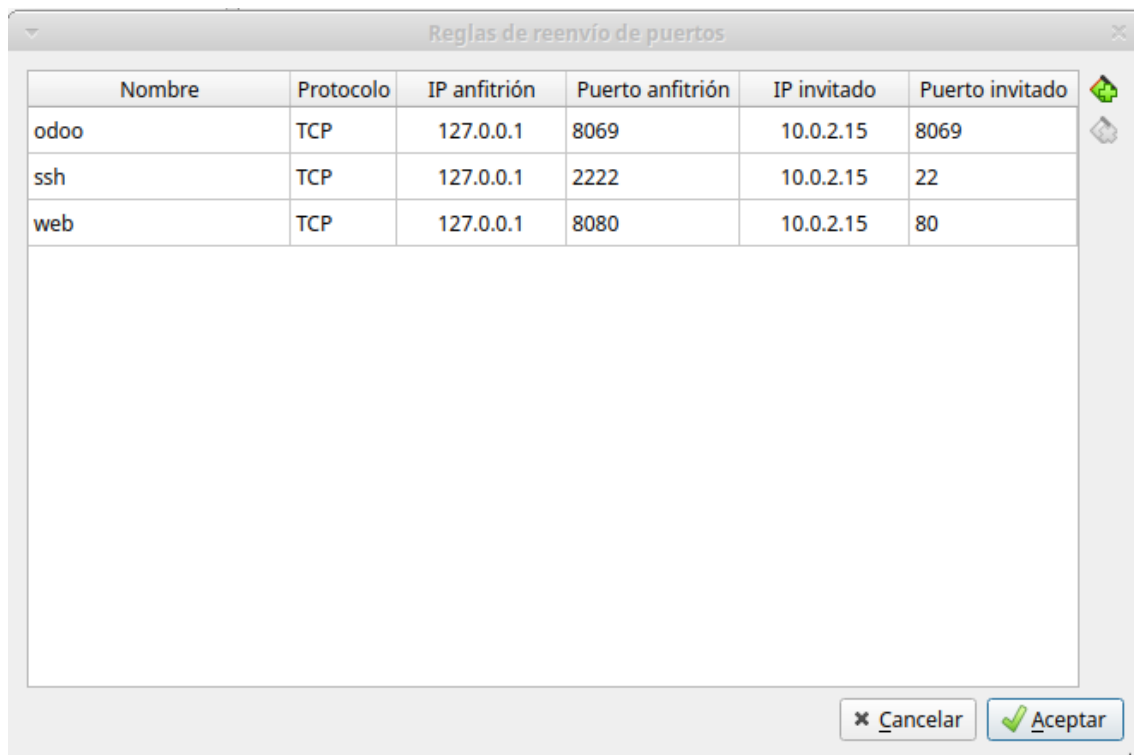 Reglas de reenvío de puertos
Nombre Protocolo IP anfitrión Puerto anfitrión IP invitado Puerto invitado
odoo TCP 127.0.0.1 8069 10.0.2.15 8069
ssh TCP 127.0.0.1 2222 10.0.2.15 22
web TCP 127.0.0.1 8080 10.0.2.15 80
Cancelar Aceptar